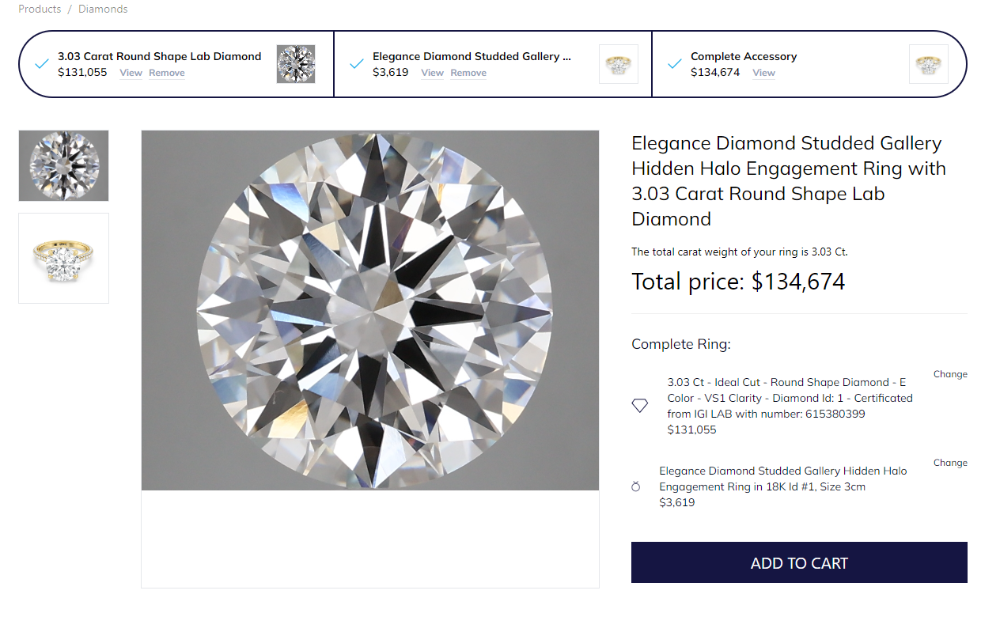 Products / Diamonds
3.03 Carat Round Shape Lab Diamond
$131,055 View Remove
Elegance Diamond Studded Gallery ...
$3,619 View Remove
Complete Accessory
$134,674 View
Elegance Diamond Studded Gallery
Hidden Halo Engagement Ring with
3.03 Carat Round Shape Lab
Diamond
The total carat weight of your ring is 3.03 Ct.
Total price: $134,674
Complete Ring:
Change
3.03 Ct - Ideal Cut - Round Shape Diamond - E
Color - VS1 Clarity - Diamond Id: 1 - Certificated
from IGI LAB with number: 615380399
$131,055
Change
Elegance Diamond Studded Gallery Hidden Halo
Engagement Ring in 18K Id #1, Size 3cm
$3,619
ADD TO CART